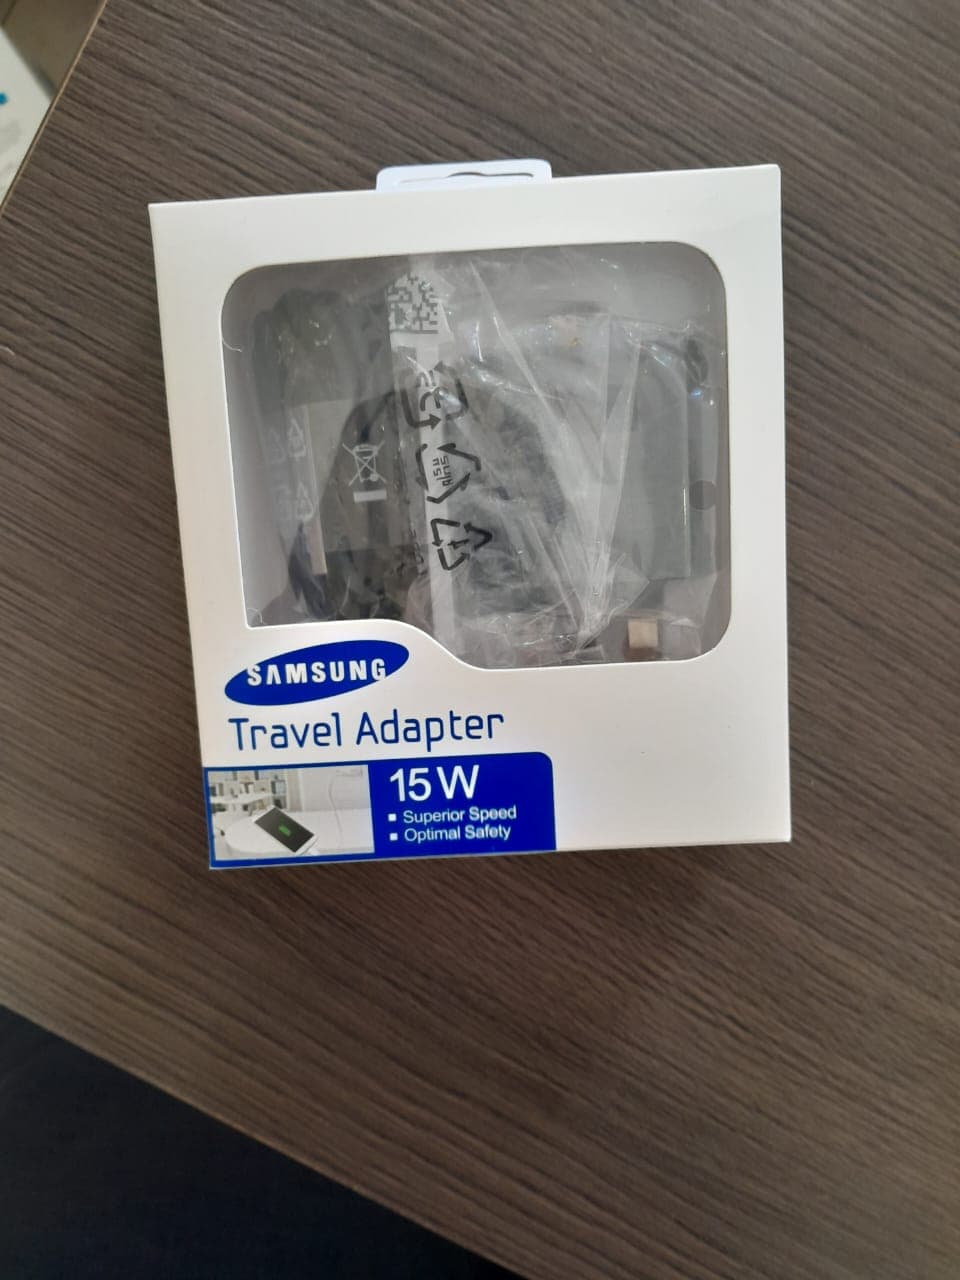 SAMSUNG
Travel Adapter
15W
Superior Speed
Optimal Safety